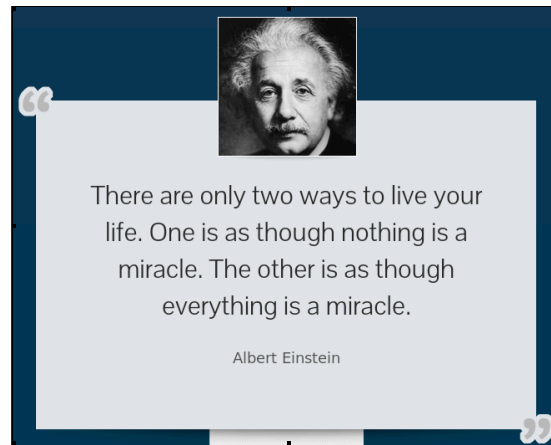 “
There are only two ways to live your
life. One is as though nothing is a
miracle. The other is as though
everything is a miracle.
Albert Einstein
”